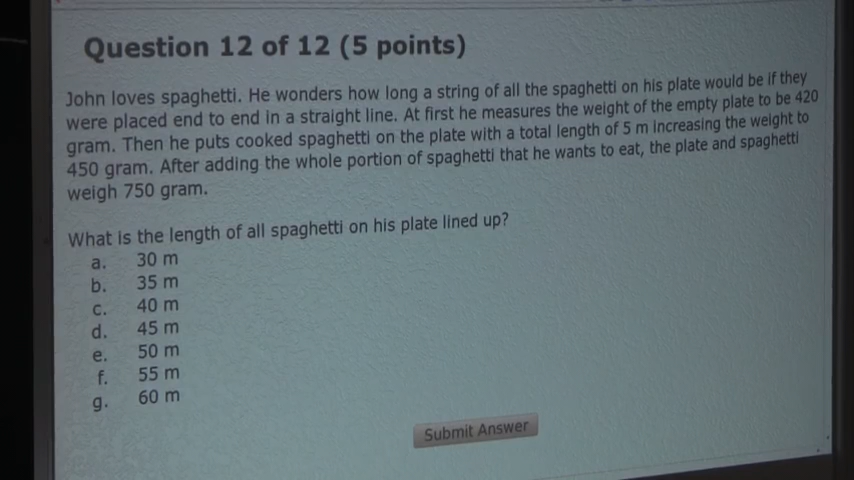 Question 12 of 12 (5 points)
John loves spaghetti. He wonders how long a string of all the spaghetti on his plate would be if they
were placed end to end in a straight line. At first he measures the weight of the empty plate to be 420
gram. Then he puts cooked spaghetti on the plate with a total length of 5 m increasing the weight to
450 gram. After adding the whole portion of spaghetti that he wants to eat, the plate and spaghetti
weigh 750 gram.
What is the length of all spaghetti on his plate lined up?
a. 30 m
b. 35 m
c. 40 m
d. 45 m
e. 50 m
f. 55 m
g. 60 m
Submit Answer